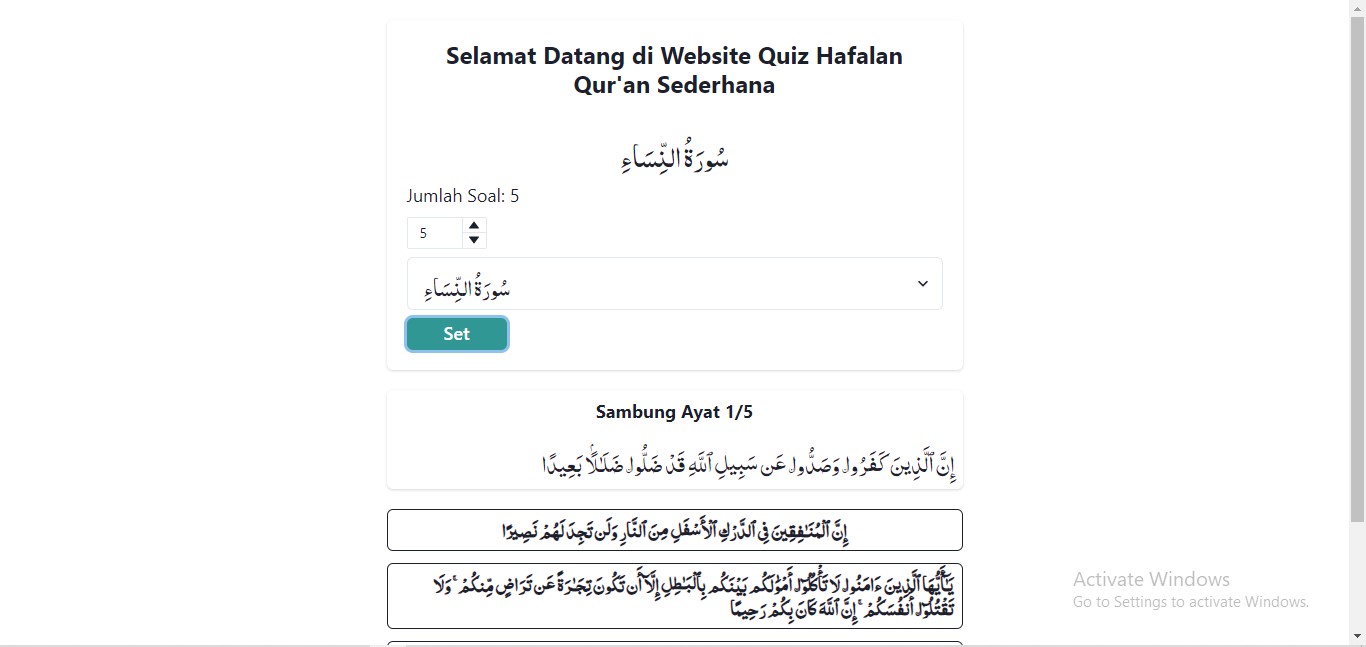 Selamat Datang di Website Quiz Hafalan
Qur'an Sederhana
سُورَةُ النِّسَاءِ
Jumlah Soal: 5
5
سُورَةُ النِّسَاءِ
Set
Sambung Ayat 1/5
إِنَّ ٱلَّذِينَ كَفَرُوا۟ وَصَدُّوا۟ عَن سَبِيلِ ٱللَّهِ قَدْ ضَلُّوا۟ ضَلَٰلًۢا بَعِيدًا
إِنَّ ٱلْمُنَٰفِقِينَ فِى ٱلدَّرْكِ ٱلْأَسْفَلِ مِنَ ٱلنَّارِ وَلَن تَجِدَ لَهُمْ نَصِيرًا
يَٰٓأَيُّهَا ٱلَّذِينَ ءَامَنُوا۟ لَا تَأْكُلُوٓا۟ أَمْوَٰلَكُم بَيْنَكُم بِٱلْبَٰطِلِ إِلَّآ أَن تَكُونَ تِجَٰرَةً عَن تَرَاضٍ مِّنكُمْ ۚ وَلَا
تَقْتُلُوٓا۟ أَنفُسَكُمْ ۚ إِنَّ ٱللَّهَ كَانَ بِكُمْ رَحِيمًا
Activate Windows
Go to Settings to activate Windows.